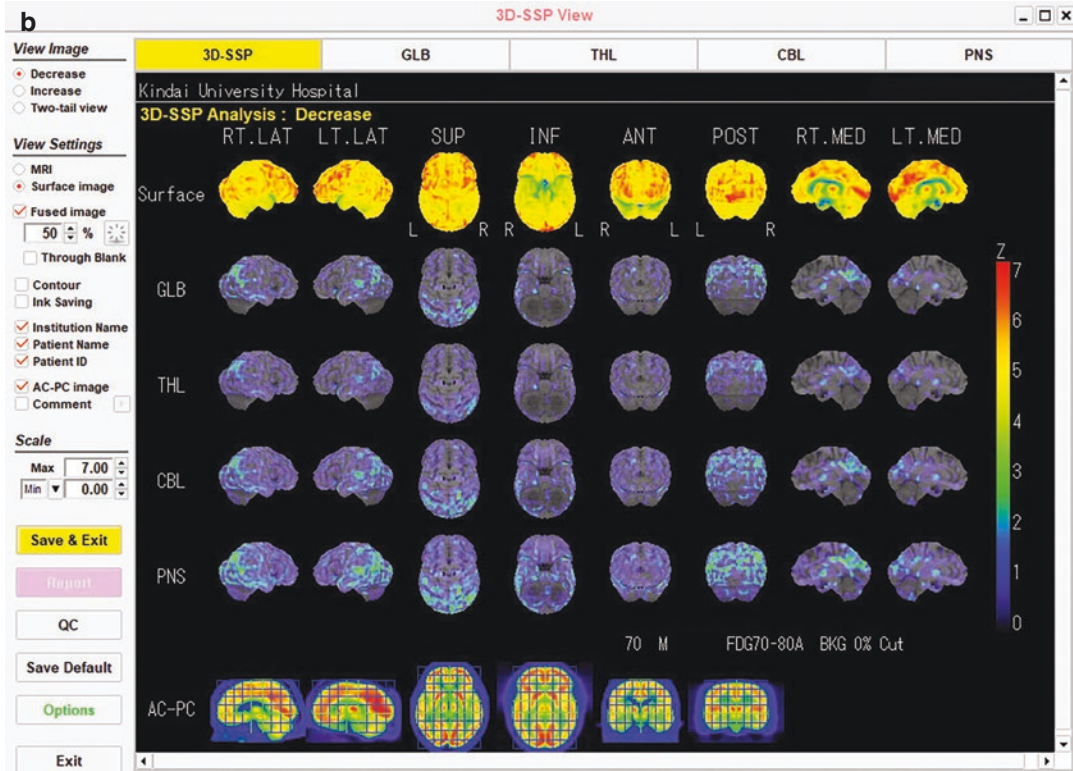 b
3D-SSP View
View Image
Decrease
Increase
Two-tail view
View Settings
MRI
Surface image
Fused image
50 %
Through Blank
Contour
Ink Saving
Institution Name
Patient Name
Patient ID
AC-PC image
Comment
Scale
Max 7.00
Min 0.00
Save & Exit
Report
QC
Save Default
Options
Exit
3D-SSP GLB THL CBL PNS
Kindai University Hospital
3D-SSP Analysis : Decrease
RT.LAT LT.LAT SUP INF ANT POST RT.MED LT.MED
Surface
L R R L R L L R
GLB
THL
CBL
PNS
Z
7
6
5
4
3
2
1
0
70 M FDG70-80A BKG 0% Cut
AC-PC